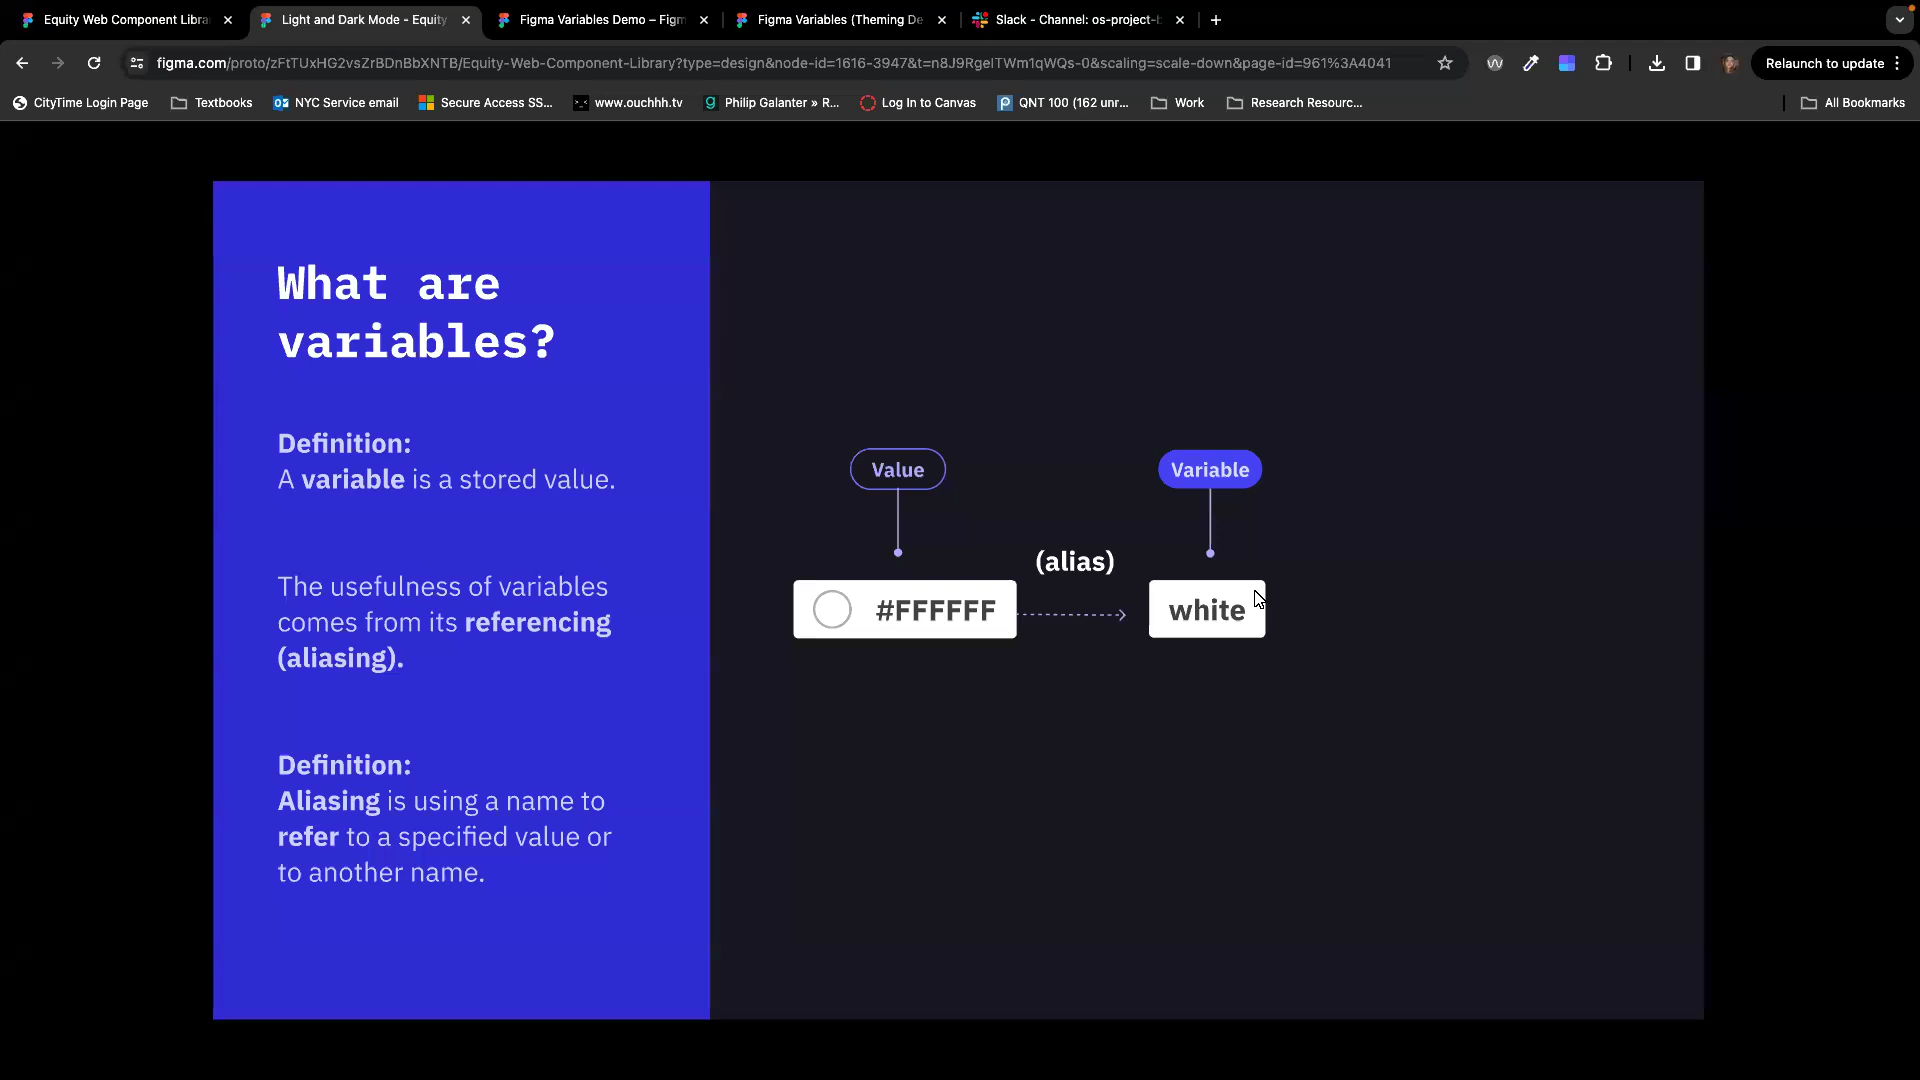 Equity Web Component Libra
Light and Dark Mode - Equity
Figma Variables Demo – Figm
Figma Variables (Theming De
Slack - Channel: os-project-b
figma.com/proto/zFtTUxHG2vsZrBDnBbXNTB/Equity-Web-Component-Library?type=design&node-id=1616-3947&t=n8J9RgelTWm1qWQs-0&scaling=scale-down&page-id=961%3A4041
Relaunch to update
CityTime Login Page
Textbooks
NYC Service email
Secure Access SS...
www.ouchhh.tv
Philip Galanter » R...
Log In to Canvas
QNT 100 (162 unr...
Work
Research Resourc...
All Bookmarks
What are
variables?
Definition:
A variable is a stored value.
The usefulness of variables
comes from its referencing
(aliasing).
Definition:
Aliasing is using a name to
refer to a specified value or
to another name.
Value
Variable
(alias)
#FFFFFF
white